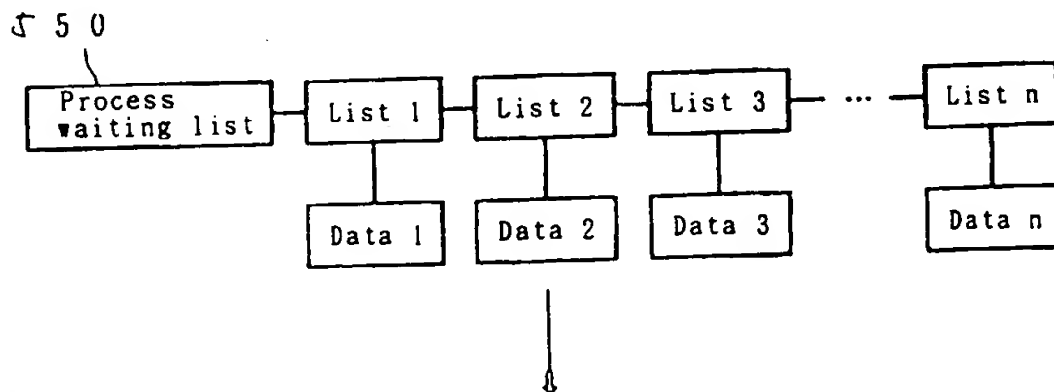 550
Process
waiting list
List 1
List 2
List 3
...
List n
Data 1
Data 2
Data 3
Data n